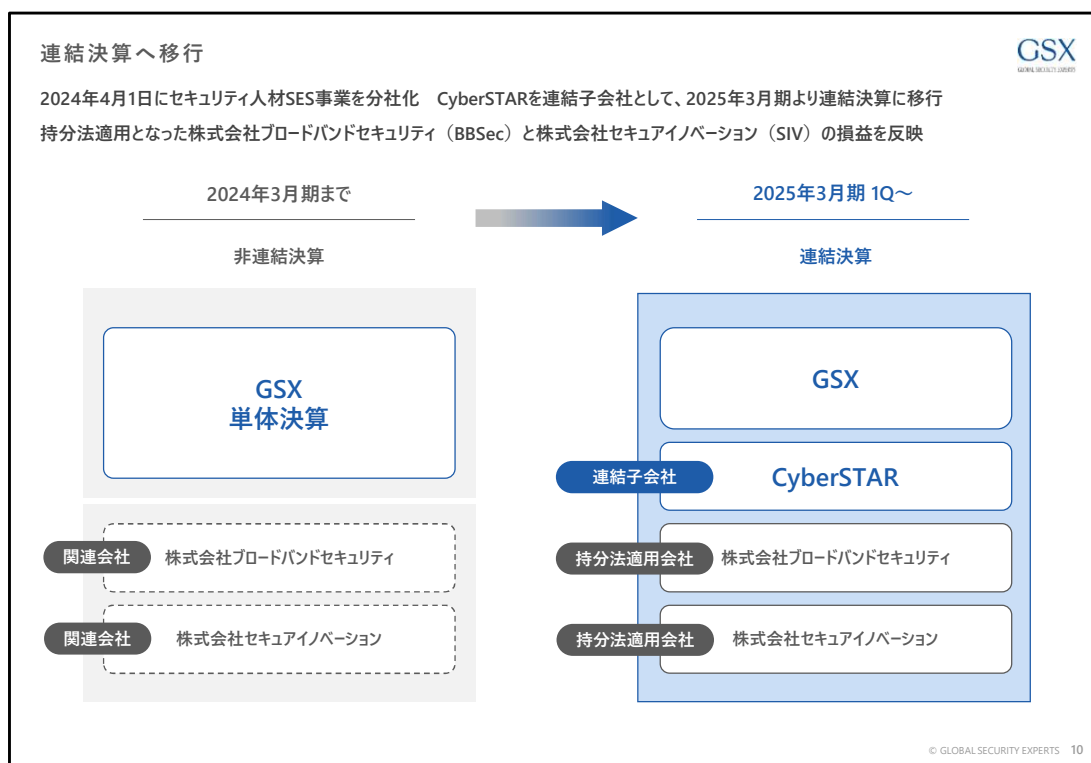 連結決算へ移行
GSX
GLOBAL SECURITY EXPERTS
2024年4月1日にセキュリティ人材SES事業を分社化　CyberSTARを連結子会社として、2025年3月期より連結決算に移行
持分法適用となった株式会社ブロードバンドセキュリティ（BBSec）と株式会社セキュアイノベーション（SIV）の損益を反映
2024年3月期まで
非連結決算
GSX
単体決算
関連会社
株式会社ブロードバンドセキュリティ
関連会社
株式会社セキュアイノベーション
2025年3月期 1Q～
連結決算
GSX
連結子会社
CyberSTAR
持分法適用会社
株式会社ブロードバンドセキュリティ
持分法適用会社
株式会社セキュアイノベーション
© GLOBAL SECURITY EXPERTS 10